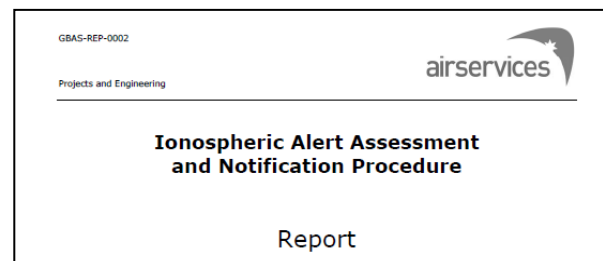 GBAS-REP-0002
airservices
Projects and Engineering
Ionospheric Alert Assessment
and Notification Procedure
Report